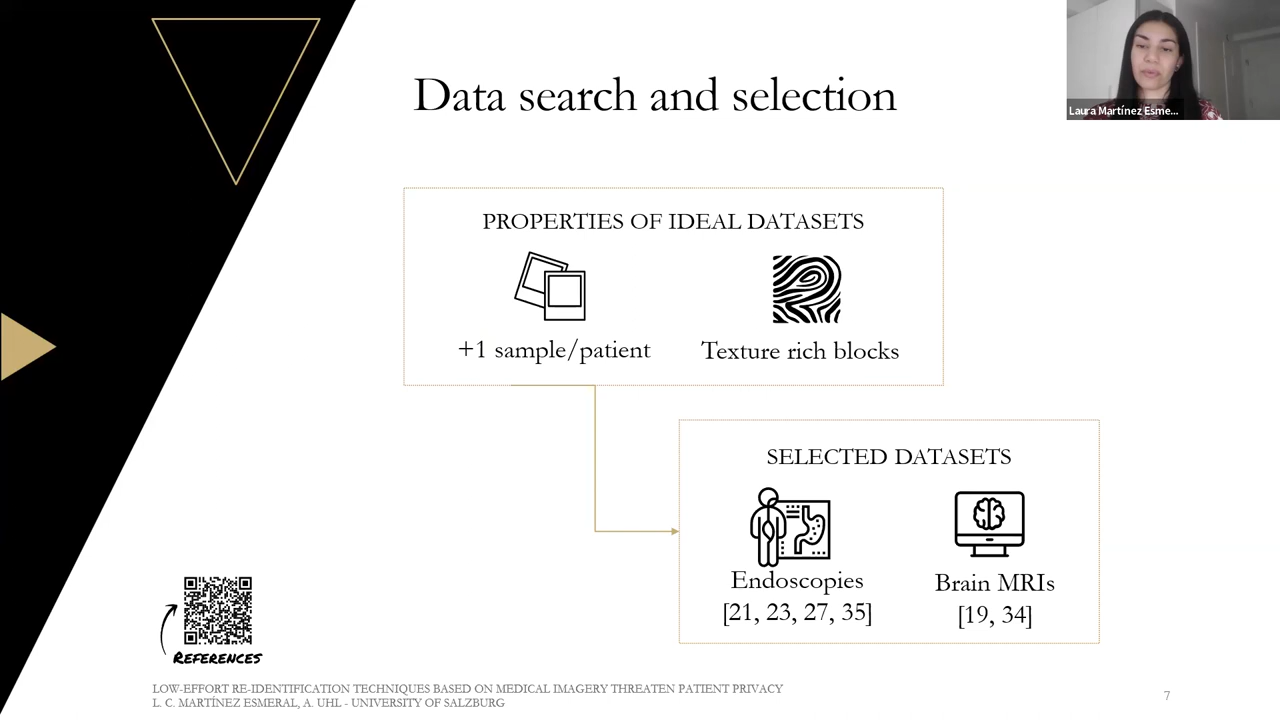 Data search and selection
Laura Martínez Esme...
PROPERTIES OF IDEAL DATASETS
+1 sample/patient
Texture rich blocks
SELECTED DATASETS
Endoscopies
[21, 23, 27, 35]
Brain MRIs
[19, 34]
REFERENCES
LOW-EFFORT RE-IDENTIFICATION TECHNIQUES BASED ON MEDICAL IMAGERY THREATEN PATIENT PRIVACY
L. C. MARTÍNEZ ESMERAL, A. UHL - UNIVERSITY OF SALZBURG
7